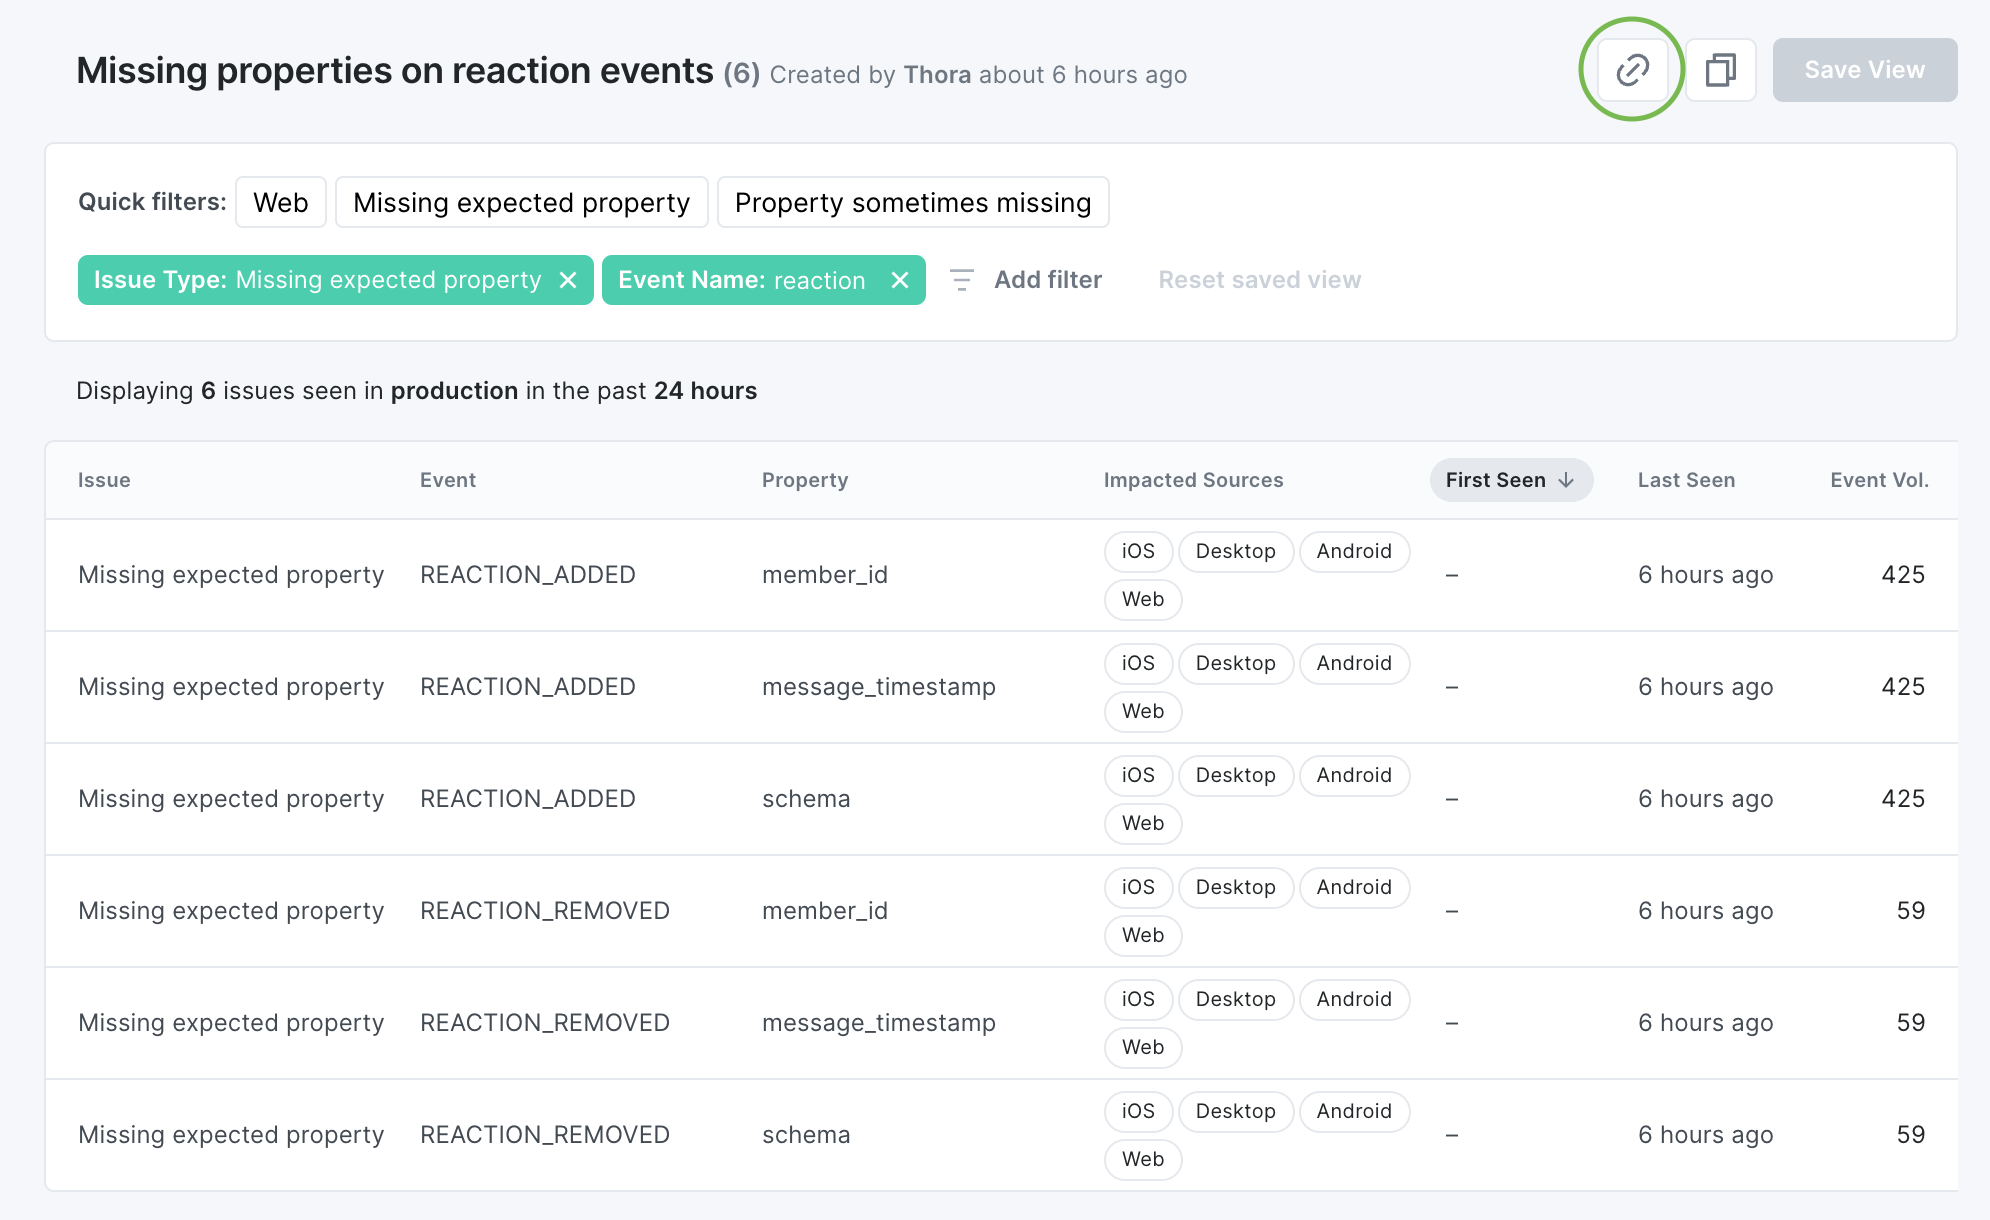 Missing properties on reaction events (6) Created by Thora about 6 hours ago
Save View
Quick filters: Web Missing expected property Property sometimes missing
Issue Type: Missing expected property Event Name: reaction Add filter Reset saved view
Displaying 6 issues seen in production in the past 24 hours
Issue Event Property Impacted Sources First Seen Last Seen Event Vol.
Missing expected property REACTION_ADDED member_id iOS Desktop Android Web – 6 hours ago 425
Missing expected property REACTION_ADDED message_timestamp iOS Desktop Android Web – 6 hours ago 425
Missing expected property REACTION_ADDED schema iOS Desktop Android Web – 6 hours ago 425
Missing expected property REACTION_REMOVED member_id iOS Desktop Android Web – 6 hours ago 59
Missing expected property REACTION_REMOVED message_timestamp iOS Desktop Android Web – 6 hours ago 59
Missing expected property REACTION_REMOVED schema iOS Desktop Android Web – 6 hours ago 59